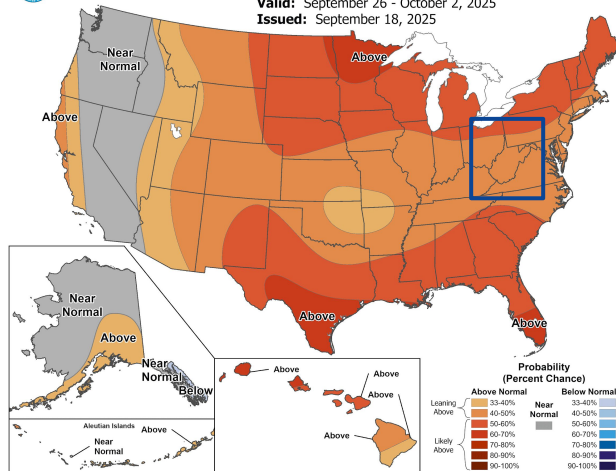 Valid: September 26 - October 2, 2025
Issued: September 18, 2025
Near
Normal
Above
Above
Above
Above
Near
Normal
Above
Near
Normal
Below
Aleutian Islands
Above
Near
Normal
Above
Above
Above
Above
Probability
(Percent Chance)
Above Normal
Near
Normal
Below Normal
Leaning
Above
Likely
Above
33-40%
40-50%
50-60%
60-70%
70-80%
80-90%
90-100%
33-40%
40-50%
50-60%
60-70%
70-80%
80-90%
90-100%